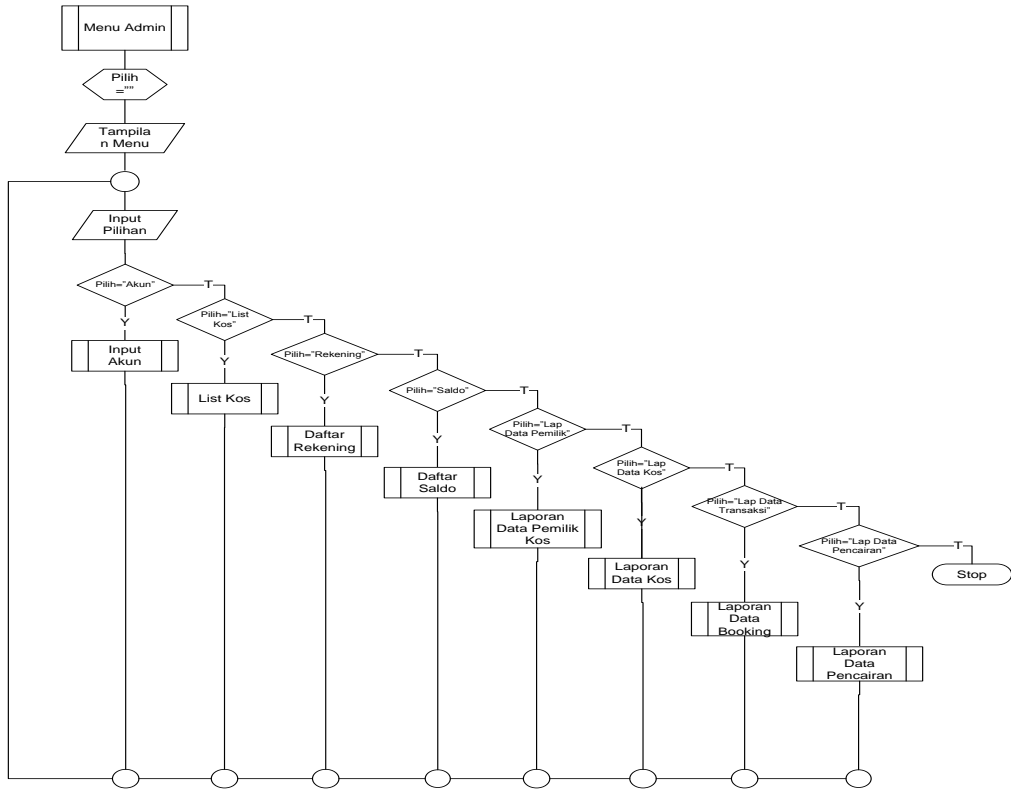 Menu Admin
Pilih
=""
Tampila
n Menu
Input
Pilihan
Pilih="Akun"
T
Y
Input
Akun
Pilih="List
Kos"
T
Y
List Kos
Pilih="Rekening"
T
Y
Daftar
Rekening
Pilih="Saldo"
T
Y
Daftar
Saldo
Pilih="Lap
Data Pemilik"
T
Y
Laporan
Data Pemilik
Kos
Pilih="Lap
Data Kos"
T
Y
Laporan
Data Kos
Pilih="Lap Data
Transaksi"
T
Y
Laporan
Data
Booking
Pilih="Lap Data
Pencairan"
T
Y
Laporan
Data
Pencairan
Stop